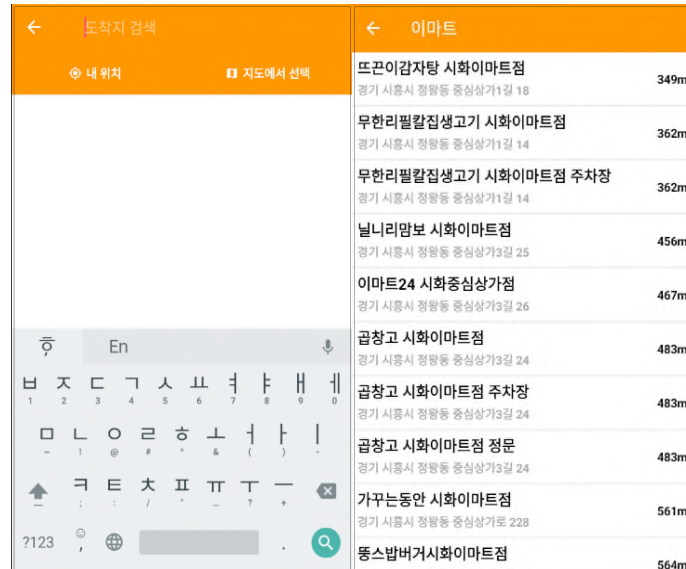 도착지 검색
내 위치
지도에서 선택
En
ㅂ ㅈ ㄷ ㄱ ㅅ ㅛ ㅕ ㅑ ㅐ ㅔ
1 2 3 4 5 6 7 8 9 0
ㅁ ㄴ ㅇ ㄹ ㅎ ㅗ ㅓ ㅏ ㅣ
~ ! @ # ^ & ( ) -
ㅋ ㅌ ㅊ ㅍ ㅠ ㅜ ㅡ
; : / _ ? +
?123 , .
이마트
뜨끈이감자탕 시화이마트점
349m
경기 시흥시 정왕동 중심상가1길 18
무한리필칼집생고기 시화이마트점
362m
경기 시흥시 정왕동 중심상가1길 14
무한리필칼집생고기 시화이마트점 주차장
362m
경기 시흥시 정왕동 중심상가1길 14
닐니리맘보 시화이마트점
456m
경기 시흥시 정왕동 중심상가3길 25
이마트24 시화중심상가점
467m
경기 시흥시 정왕동 중심상가3길 26
곱창고 시화이마트점
483m
경기 시흥시 정왕동 중심상가3길 24
곱창고 시화이마트점 주차장
483m
경기 시흥시 정왕동 중심상가3길 24
곱창고 시화이마트점 정문
483m
경기 시흥시 정왕동 중심상가3길 24
가꾸는동안 시화이마트점
561m
경기 시흥시 정왕동 중심상가로 228
뚱스밥버거시화이마트점
564m